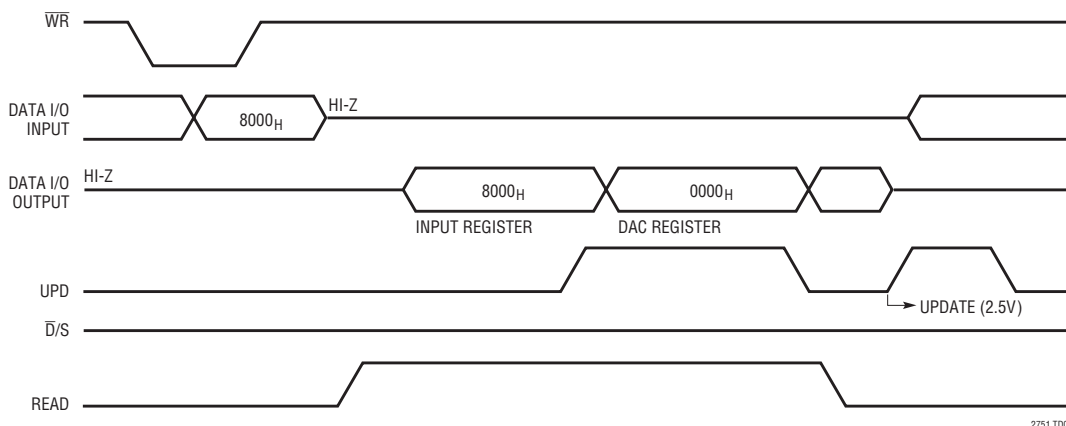 WR
DATA I/O
INPUT
8000H
HI-Z
DATA I/O
OUTPUT
HI-Z
8000H
0000H
INPUT REGISTER
DAC REGISTER
UPD
UPDATE (2.5V)
D/S
READ